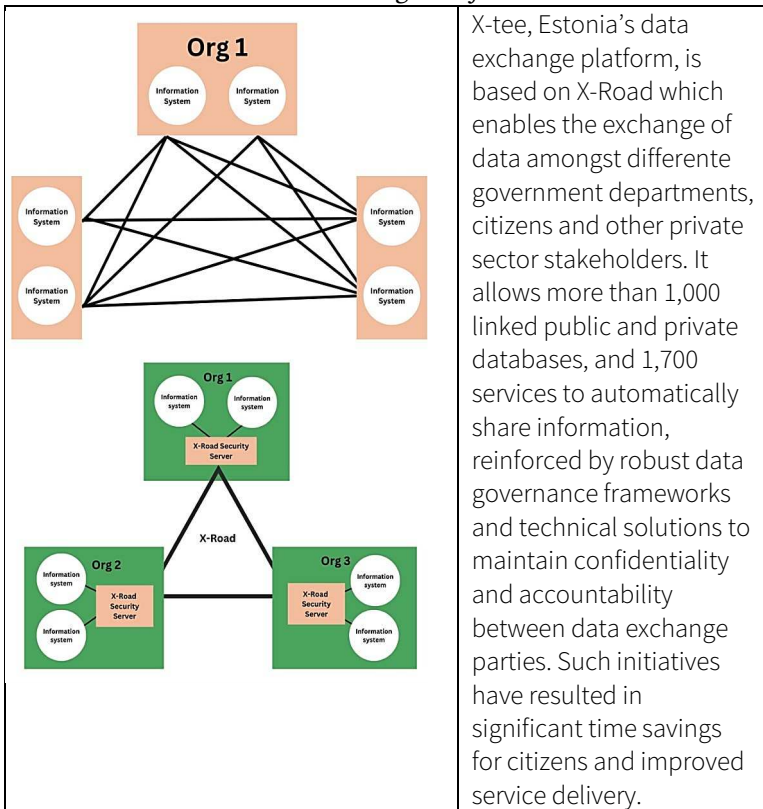 Org 1
Information
System
Information
System
Information
System
Information
System
Information
System
Information
System
Org 1
Information
system
Information
system
X-Road Security
Server
X-Road
Org 2
Information
system
X-Road
Security
Server
Information
system
Org 3
X-Road
Security
Server
Information
system
Information
system
X-tee, Estonia’s data
exchange platform, is
based on X-Road which
enables the exchange of
data amongst differente
government departments,
citizens and other private
sector stakeholders. It
allows more than 1,000
linked public and private
databases, and 1,700
services to automatically
share information,
reinforced by robust data
governance frameworks
and technical solutions to
maintain confidentiality
and accountability
between data exchange
parties. Such initiatives
have resulted in
significant time savings
for citizens and improved
service delivery.